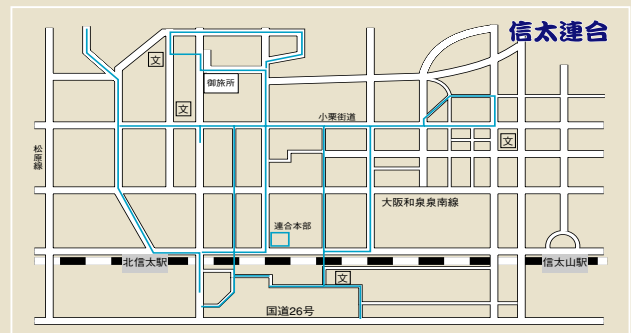 信太連合
文
御旅所
文
小栗街道
文
松原線
大阪和泉泉南線
連合本部
北信太駅
信太山駅
文
国道26号